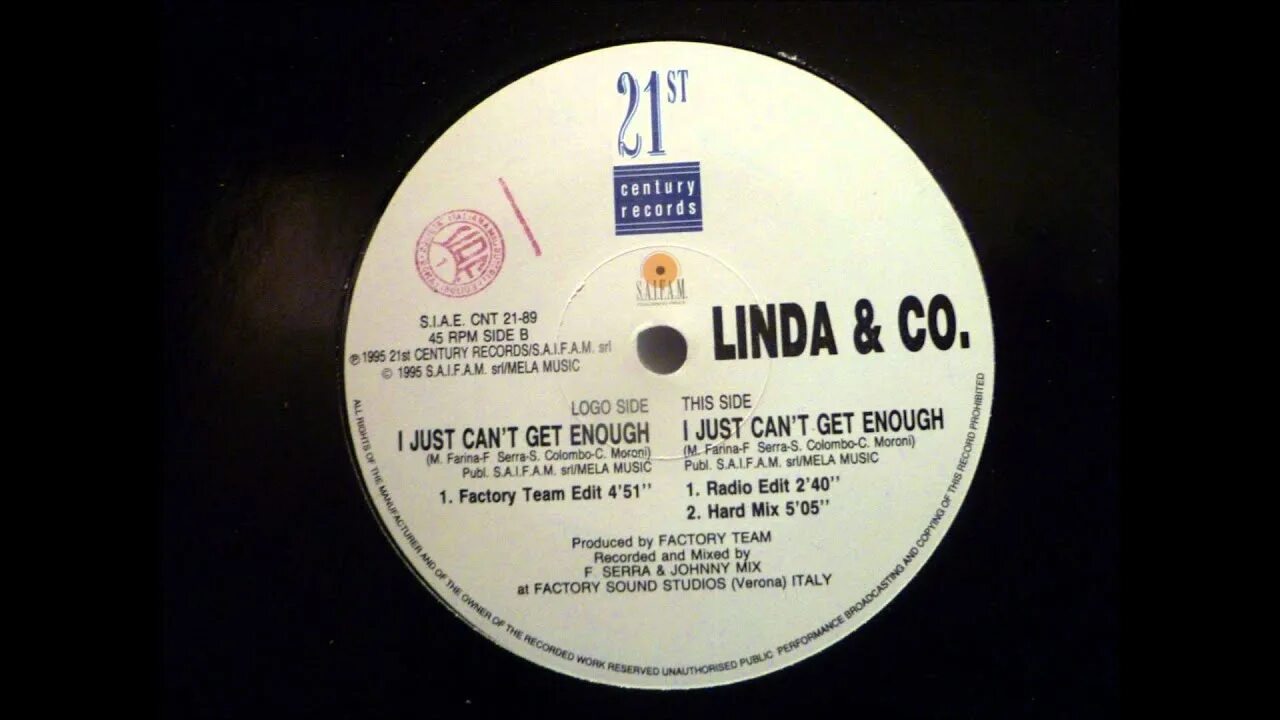 21ST
century
records
S.A.I.F.A.M.
LINDA & CO.
S.I.A.E. CNT 21-89
45 RPM SIDE B
℗ 1995 21st CENTURY RECORDS/S.A.I.F.A.M. srl
© 1995 S.A.I.F.A.M. srl/MELA MUSIC
LOGO SIDE
I JUST CAN'T GET ENOUGH
(M. Farina-F Serra-S. Colombo-C. Moroni)
Publ. S.A.I.F.A.M. srl/MELA MUSIC
1. Factory Team Edit 4'51''
THIS SIDE
I JUST CAN'T GET ENOUGH
(M. Farina-F Serra-S. Colombo-C. Moroni)
Publ. S.A.I.F.A.M. srl/MELA MUSIC
1. Radio Edit 2'40''
2. Hard Mix 5'05''
Produced by FACTORY TEAM
Recorded and Mixed by
F. SERRA & JOHNNY MIX
at FACTORY SOUND STUDIOS (Verona) ITALY
ALL RIGHTS OF THE MANUFACTURER AND OF THE OWNER OF THE RECORDED WORK RESERVED UNAUTHORISED PUBLIC PERFORMANCE BROADCASTING AND COPYING OF THIS RECORD PROHIBITED